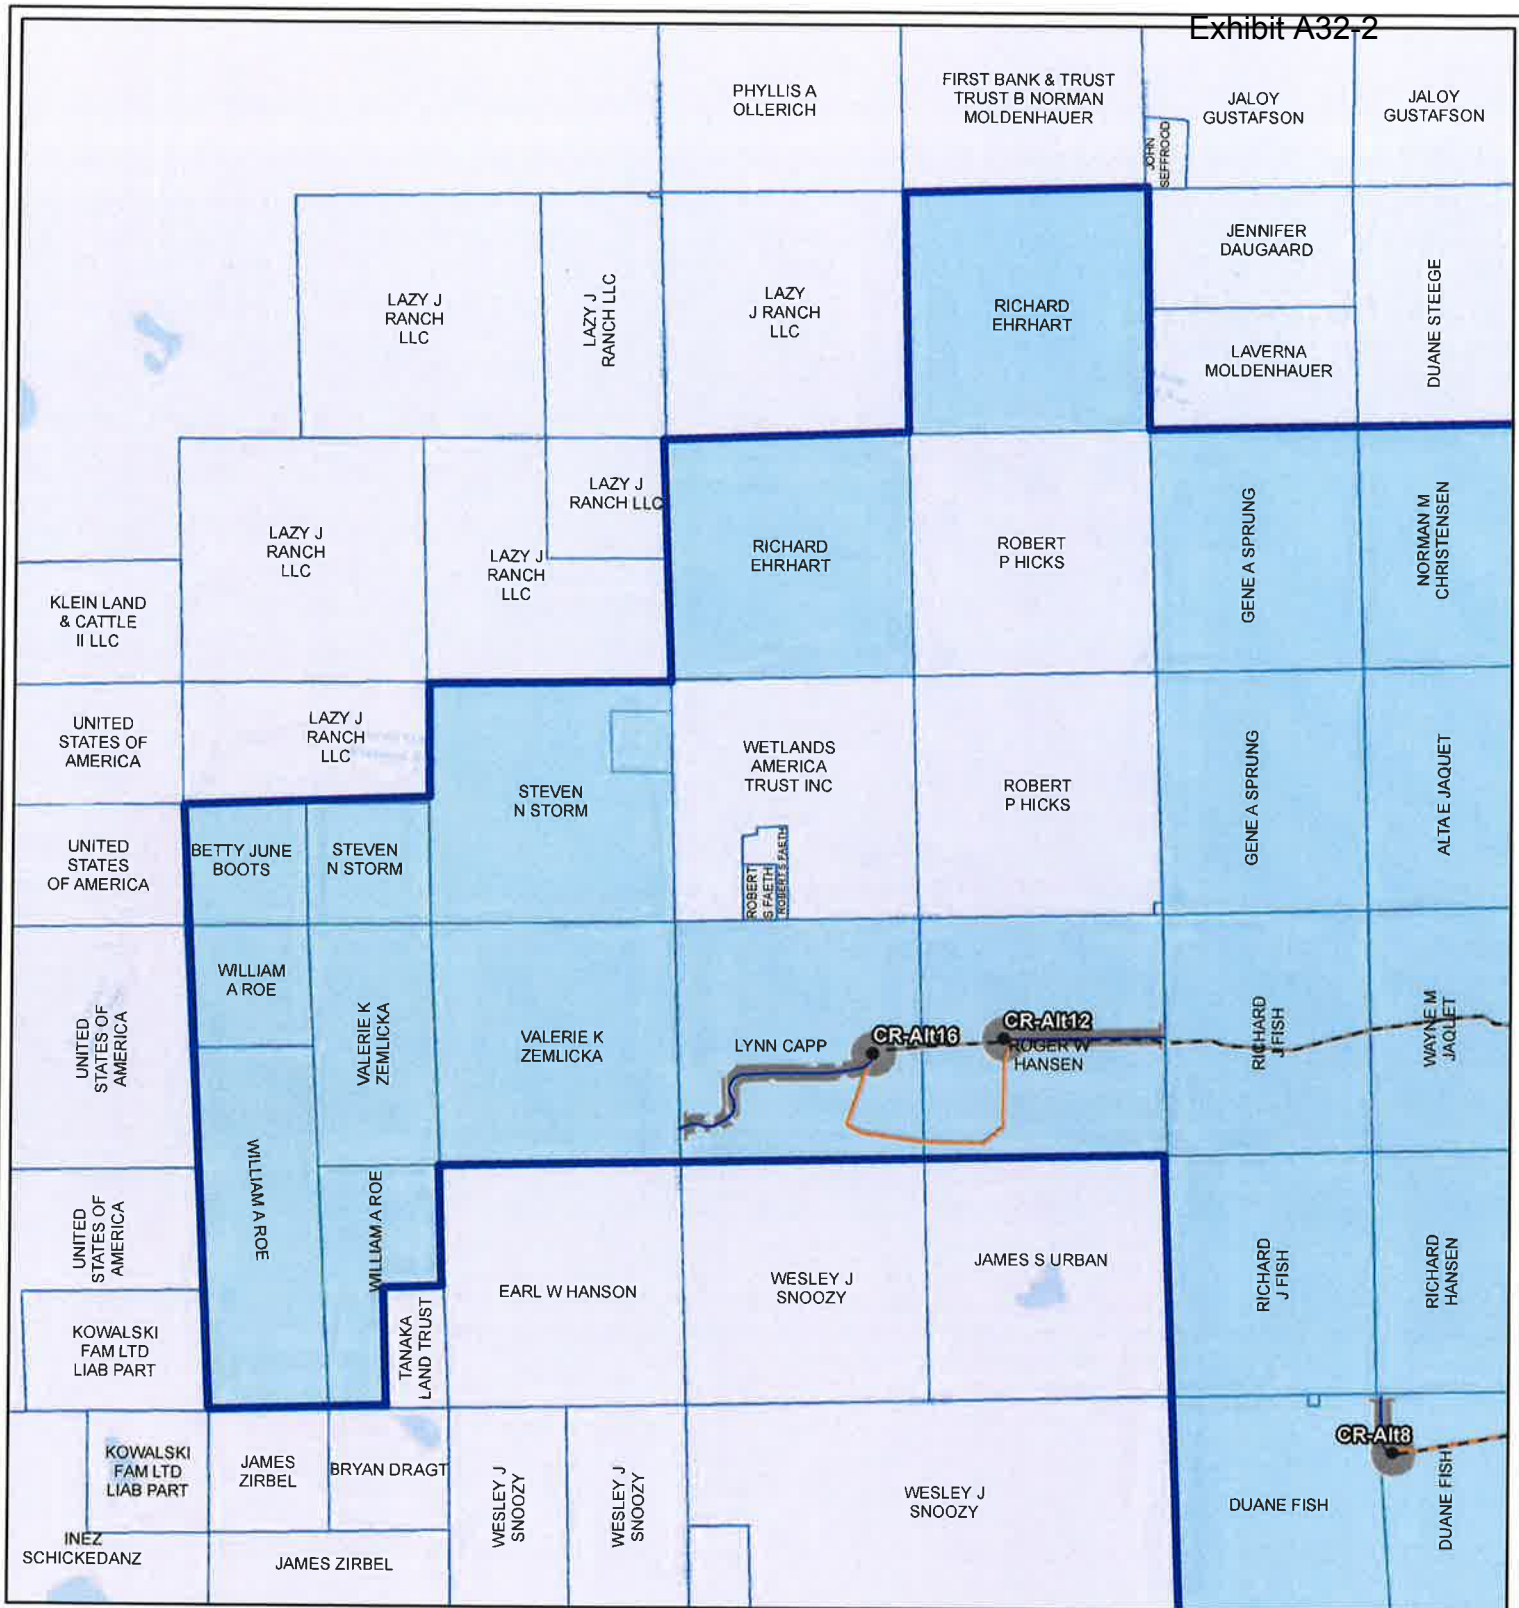 Exhibit A32-2
PHYLLIS A
OLLERICH
FIRST BANK & TRUST
TRUST B NORMAN
MOLDENHAUER
JOHN
SEFFROOD
JALOY
GUSTAFSON
JALOY
GUSTAFSON
LAZY J
RANCH
LLC
LAZY J
RANCH LLC
LAZY
J RANCH
LLC
RICHARD
EHRHART
JENNIFER
DAUGAARD
LAVERNA
MOLDENHAUER
DUANE STEEGE
LAZY J
RANCH
LLC
LAZY J
RANCH
LLC
LAZY J
RANCH LLC
RICHARD
EHRHART
ROBERT
P HICKS
GENE A SPRUNG
NORMAN M
CHRISTENSEN
KLEIN LAND
& CATTLE
II LLC
UNITED
STATES OF
AMERICA
LAZY J
RANCH
LLC
STEVEN
N STORM
WETLANDS
AMERICA
TRUST INC
ROBERT
P HICKS
GENE A SPRUNG
ALTA E JAQUET
UNITED
STATES
OF AMERICA
BETTY JUNE
BOOTS
STEVEN
N STORM
ROBERT
S FAETH
ROBERT S FAETH
UNITED
STATES OF
AMERICA
WILLIAM
A ROE
VALERIE K
ZEMLICKA
VALERIE K
ZEMLICKA
LYNN CAPP
CR-Alt16
CR-Alt12
ROGER W
HANSEN
RICHARD
J FISH
WAYNE M
JAQUET
UNITED
STATES OF
AMERICA
WILLIAM A ROE
WILLIAM A ROE
EARL W HANSON
WESLEY J
SNOOZY
JAMES S URBAN
RICHARD
J FISH
RICHARD
HANSEN
KOWALSKI
FAM LTD
LIAB PART
TANAKA
LAND TRUST
KOWALSKI
FAM LTD
LIAB PART
JAMES
ZIRBEL
BRYAN DRAGT
WESLEY J
SNOOZY
WESLEY J
SNOOZY
WESLEY J
SNOOZY
DUANE FISH
CR-Alt8
DUANE FISH
INEZ
SCHICKEDANZ
JAMES ZIRBEL